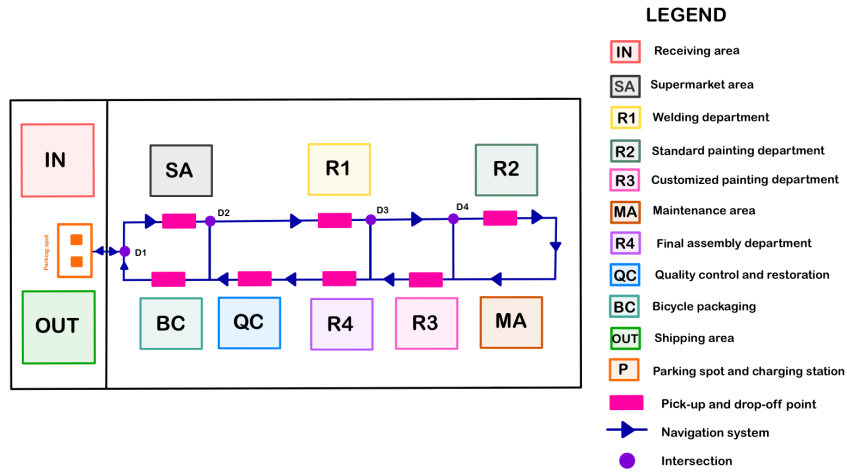 LEGEND
IN Receiving area
SA Supermarket area
R1 Welding department
R2 Standard painting department
R3 Customized painting department
MA Maintenance area
R4 Final assembly department
QC Quality control and restoration
BC Bicycle packaging
OUT Shipping area
P Parking spot and charging station
Pick-up and drop-off point
Navigation system
Intersection
IN
SA
R1
R2
D2
D3
D4
Parking spot
D1
OUT
BC
QC
R4
R3
MA